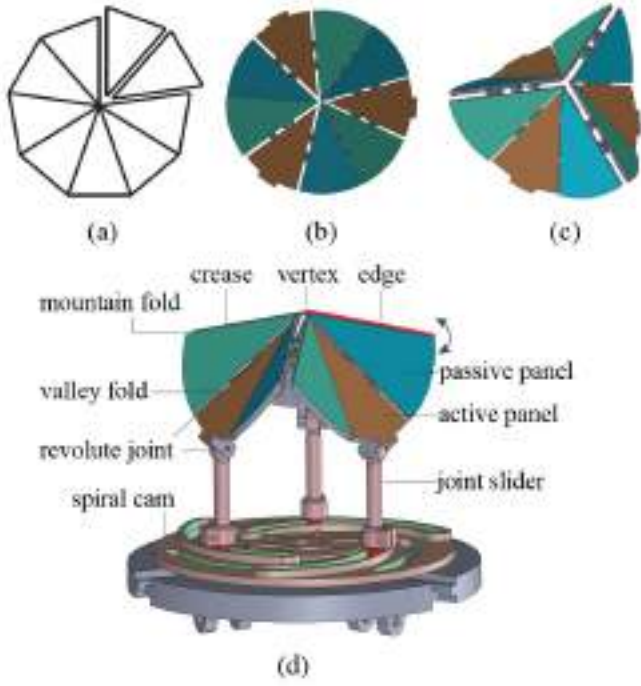 (a)
(b)
(c)
crease vertex edge
mountain fold
passive panel
valley fold
active panel
revolute joint
joint slider
spiral cam
(d)